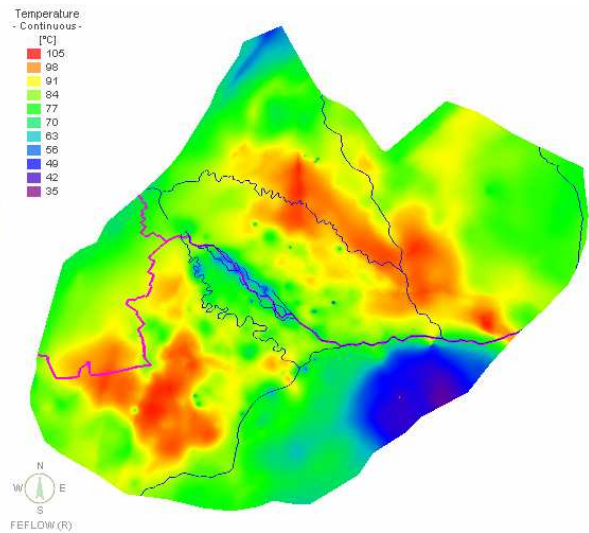 Temperature
- Continuous -
[°C]
105
98
91
84
77
70
63
56
49
42
35
N
W E
S
FEFLOW (R)